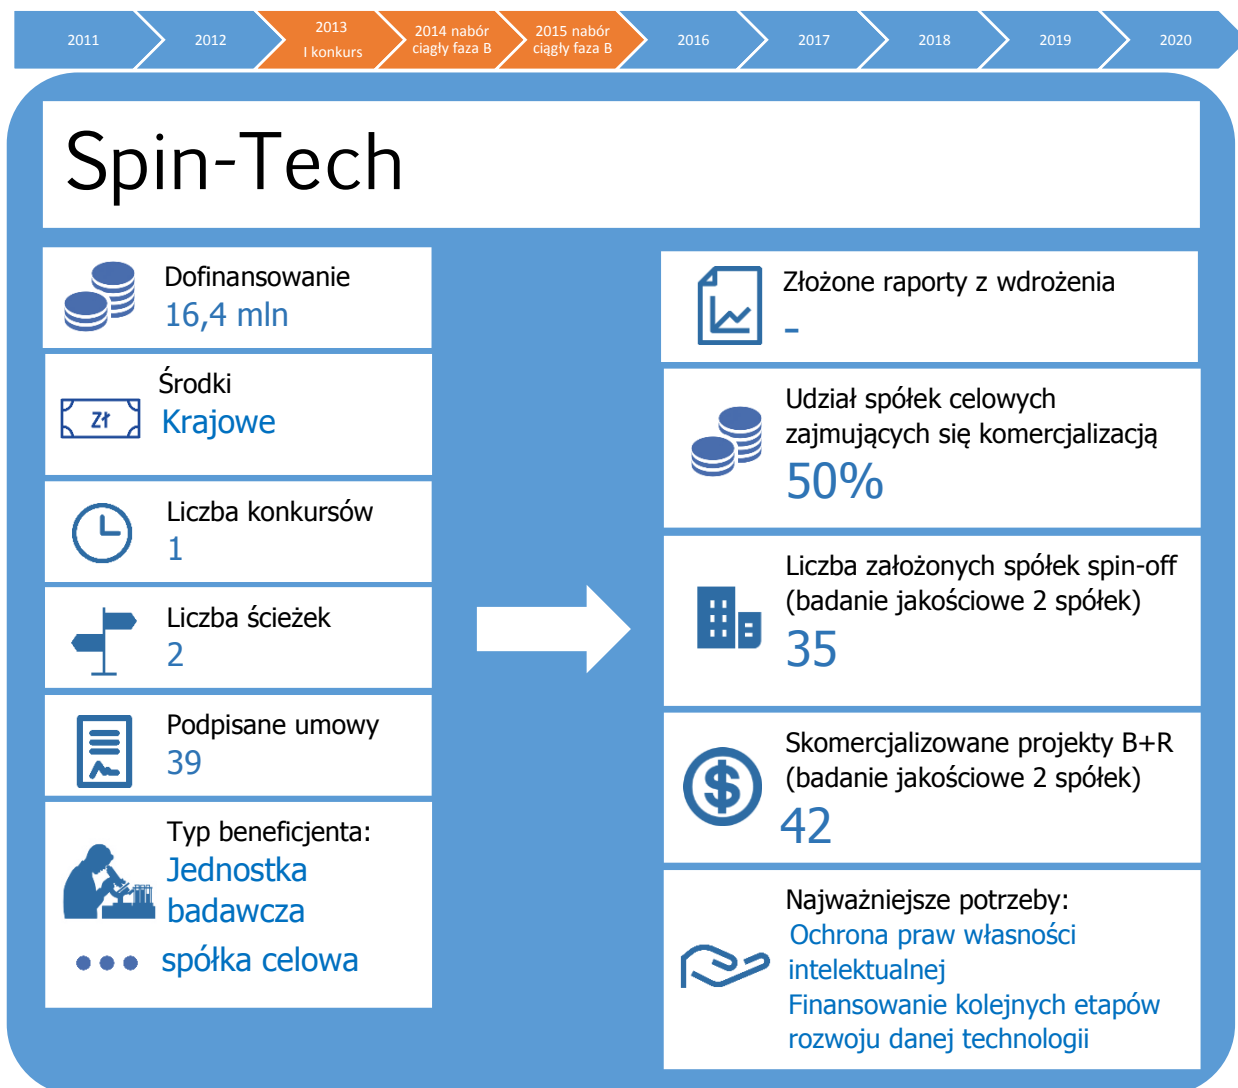 2011
2012
2013
I konkurs
2014 nabór
ciagły faza B
2015 nabór
ciągły faza B
2016
2017
2018
2019
2020
Spin-Tech
Dofinansowanie
16,4 mln
Zł
Środki
Krajowe
Liczba konkursów
1
Liczba ścieżek
2
Podpisane umowy
39
Typ beneficjenta:
Jednostka
badawcza
spółka celowa
Złożone raporty z wdrożenia
-
Udział spółek celowych
zajmujących się komercjalizacją
50%
Liczba założonych spółek spin-off
(badanie jakościowe 2 spółek)
35
$
Skomercjalizowane projekty B+R
(badanie jakościowe 2 spółek)
42
Najważniejsze potrzeby:
Ochrona praw własności
intelektualnej
Finansowanie kolejnych etapów
rozwoju danej technologii